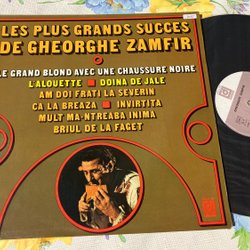 LES PLUS GRANDS SUCCES
DE GHEORGHE ZAMFIR
LE GRAND BLOND AVEC UNE CHAUSSURE NOIRE
L'ALOUETTE ■ DOINA DE JALE
AM DOI FRATI LA SEVERIN
CA LA BREAZA ■ INVIRTITA
MULT MA-NTREABA INIMA
BRIUL DE LA FAGET